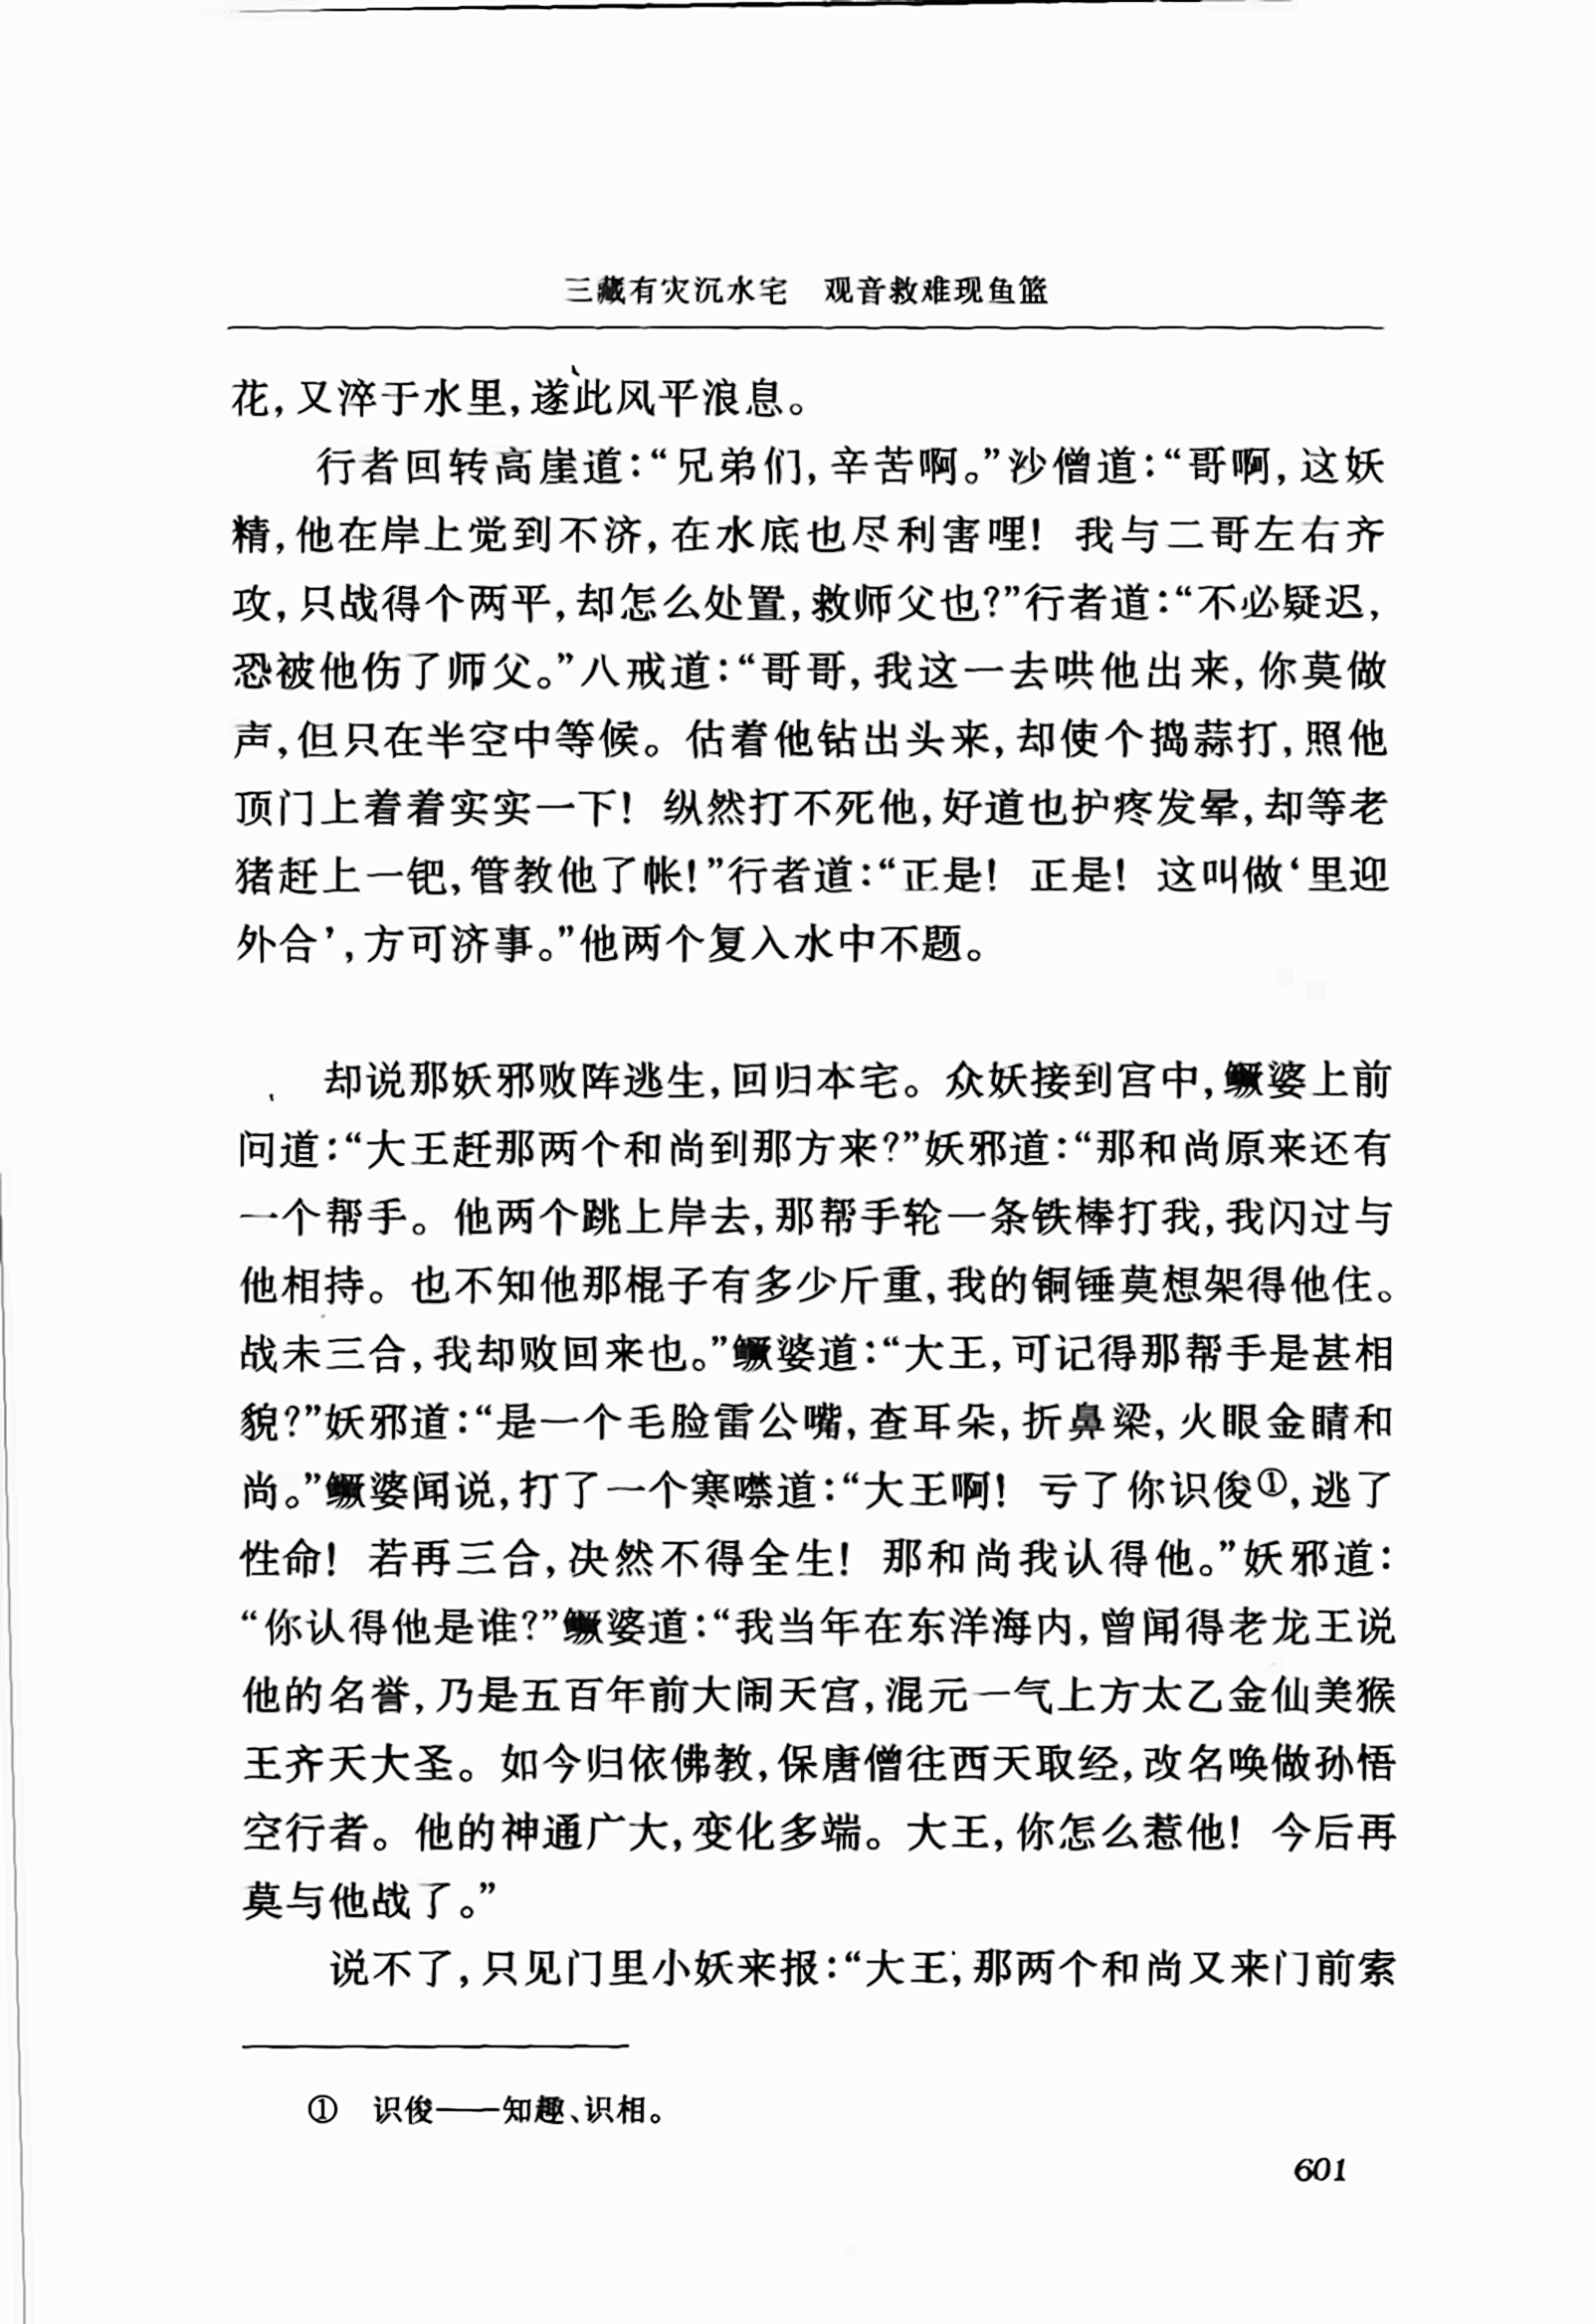 三藏有灾沉水宅　观音救难现鱼篮
花,又淬于水里,遂此风平浪息。
行者回转高崖道:“兄弟们,辛苦啊。”沙僧道:“哥啊,这妖
精,他在岸上觉到不济,在水底也尽利害哩! 我与二哥左右齐
攻,只战得个两平,却怎么处置,救师父也?”行者道:“不必疑迟,
恐被他伤了师父。”八戒道:“哥哥,我这一去哄他出来,你莫做
声,但只在半空中等候。估着他钻出头来,却使个捣蒜打,照他
顶门上着着实实一下! 纵然打不死他,好道也护疼发晕,却等老
猪赶上一钯,管教他了帐!”行者道:“正是! 正是! 这叫做‘里迎
外合’,方可济事。”他两个复入水中不题。
却说那妖邪败阵逃生,回归本宅。众妖接到宫中,鳜婆上前
问道:“大王赶那两个和尚到那方来?”妖邪道:“那和尚原来还有
一个帮手。他两个跳上岸去,那帮手轮一条铁棒打我,我闪过与
他相持。也不知他那棍子有多少斤重,我的铜锤莫想架得他住。
战未三合,我却败回来也。”鳜婆道:“大王,可记得那帮手是甚相
貌?”妖邪道:“是一个毛脸雷公嘴,查耳朵,折鼻梁,火眼金睛和
尚。”鳜婆闻说,打了一个寒噤道:“大王啊! 亏了你识俊①,逃了
性命! 若再三合,决然不得全生! 那和尚我认得他。”妖邪道:
“你认得他是谁?”鳜婆道:“我当年在东洋海内,曾闻得老龙王说
他的名誉,乃是五百年前大闹天宫,混元一气上方太乙金仙美猴
王齐天大圣。如今归依佛教,保唐僧往西天取经,改名唤做孙悟
空行者。他的神通广大,变化多端。大王,你怎么惹他! 今后再
莫与他战了。”
说不了,只见门里小妖来报:“大王,那两个和尚又来门前索
①　识俊——知趣、识相。
601